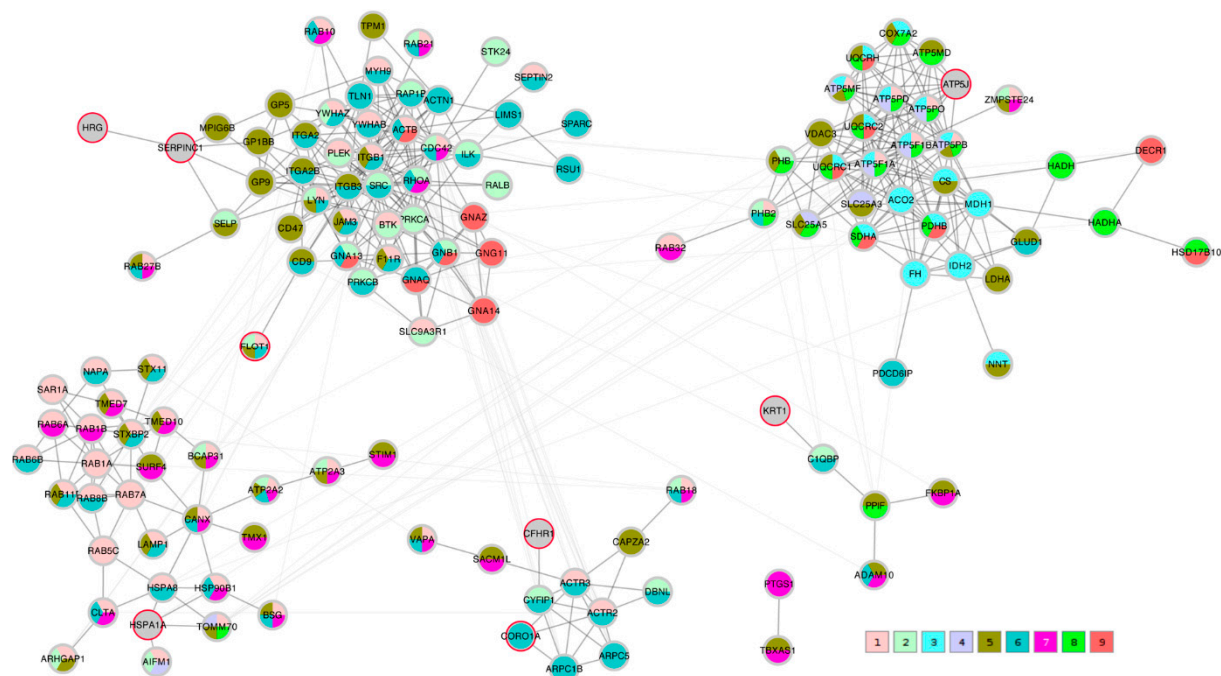 RAB10
TPM1
RAB21
STK24
MYH9
SEPTIN2
TLN1
RAP1B
ACTN1
GP5
YWHAZ
LIMS1
SPARC
HRG
MPIG6B
ITGA2
YWHAB
ACTB
SERPINC1
GP1BB
PLEK
ITGB1
CDC42
ILK
RSU1
ITGA2B
GP9
ITGB3
SRC
RHOA
RALB
LYN
SELP
CD47
JAM3
BTK
PRKCA
GNAZ
RAB27B
CD9
GNA13
F11R
GNB1
GNG11
PRKCB
GNAQ
GNA14
SLC9A3R1
FLOT1
COX7A2
ATP5MD
UQCRH
ATP5J
ATP5MF
ATP5PD
ATP5PO
ZMPSTE24
VDAC3
UQCRC2
ATP5F1B
ATP5PB
PHB
UQCRC1
ATP5F1A
CS
HADH
DECR1
PHB2
SLC25A3
ACO2
MDH1
SLC25A5
HADHA
RAB32
SDHA
PDHB
GLUD1
HSD17B10
FH
IDH2
LDHA
PDCD6IP
NNT
NAPA
STX11
SAR1A
TMED7
TMED10
RAB6A
RAB1B
STXBP2
BCAP31
RAB6B
RAB1A
SURF4
ATP2A3
STIM1
RAB8B
RAB7A
ATP2A2
CANX
LAMP1
TMX1
RAB5C
HSPA8
HSP90B1
CLTA
HSPA1A
TOMM70
BSG
ARHGAP1
AIFM1
RAB18
VAPA
CFHR1
CAPZA2
SACM1L
ACTR3
CYFIP1
DBNL
ACTR2
CORO1A
ARPC1B
ARPC5
KRT1
C1QBP
PPIF
FKBP1A
ADAM10
PTGS1
TBXAS1
1 2 3 4 5 6 7 8 9